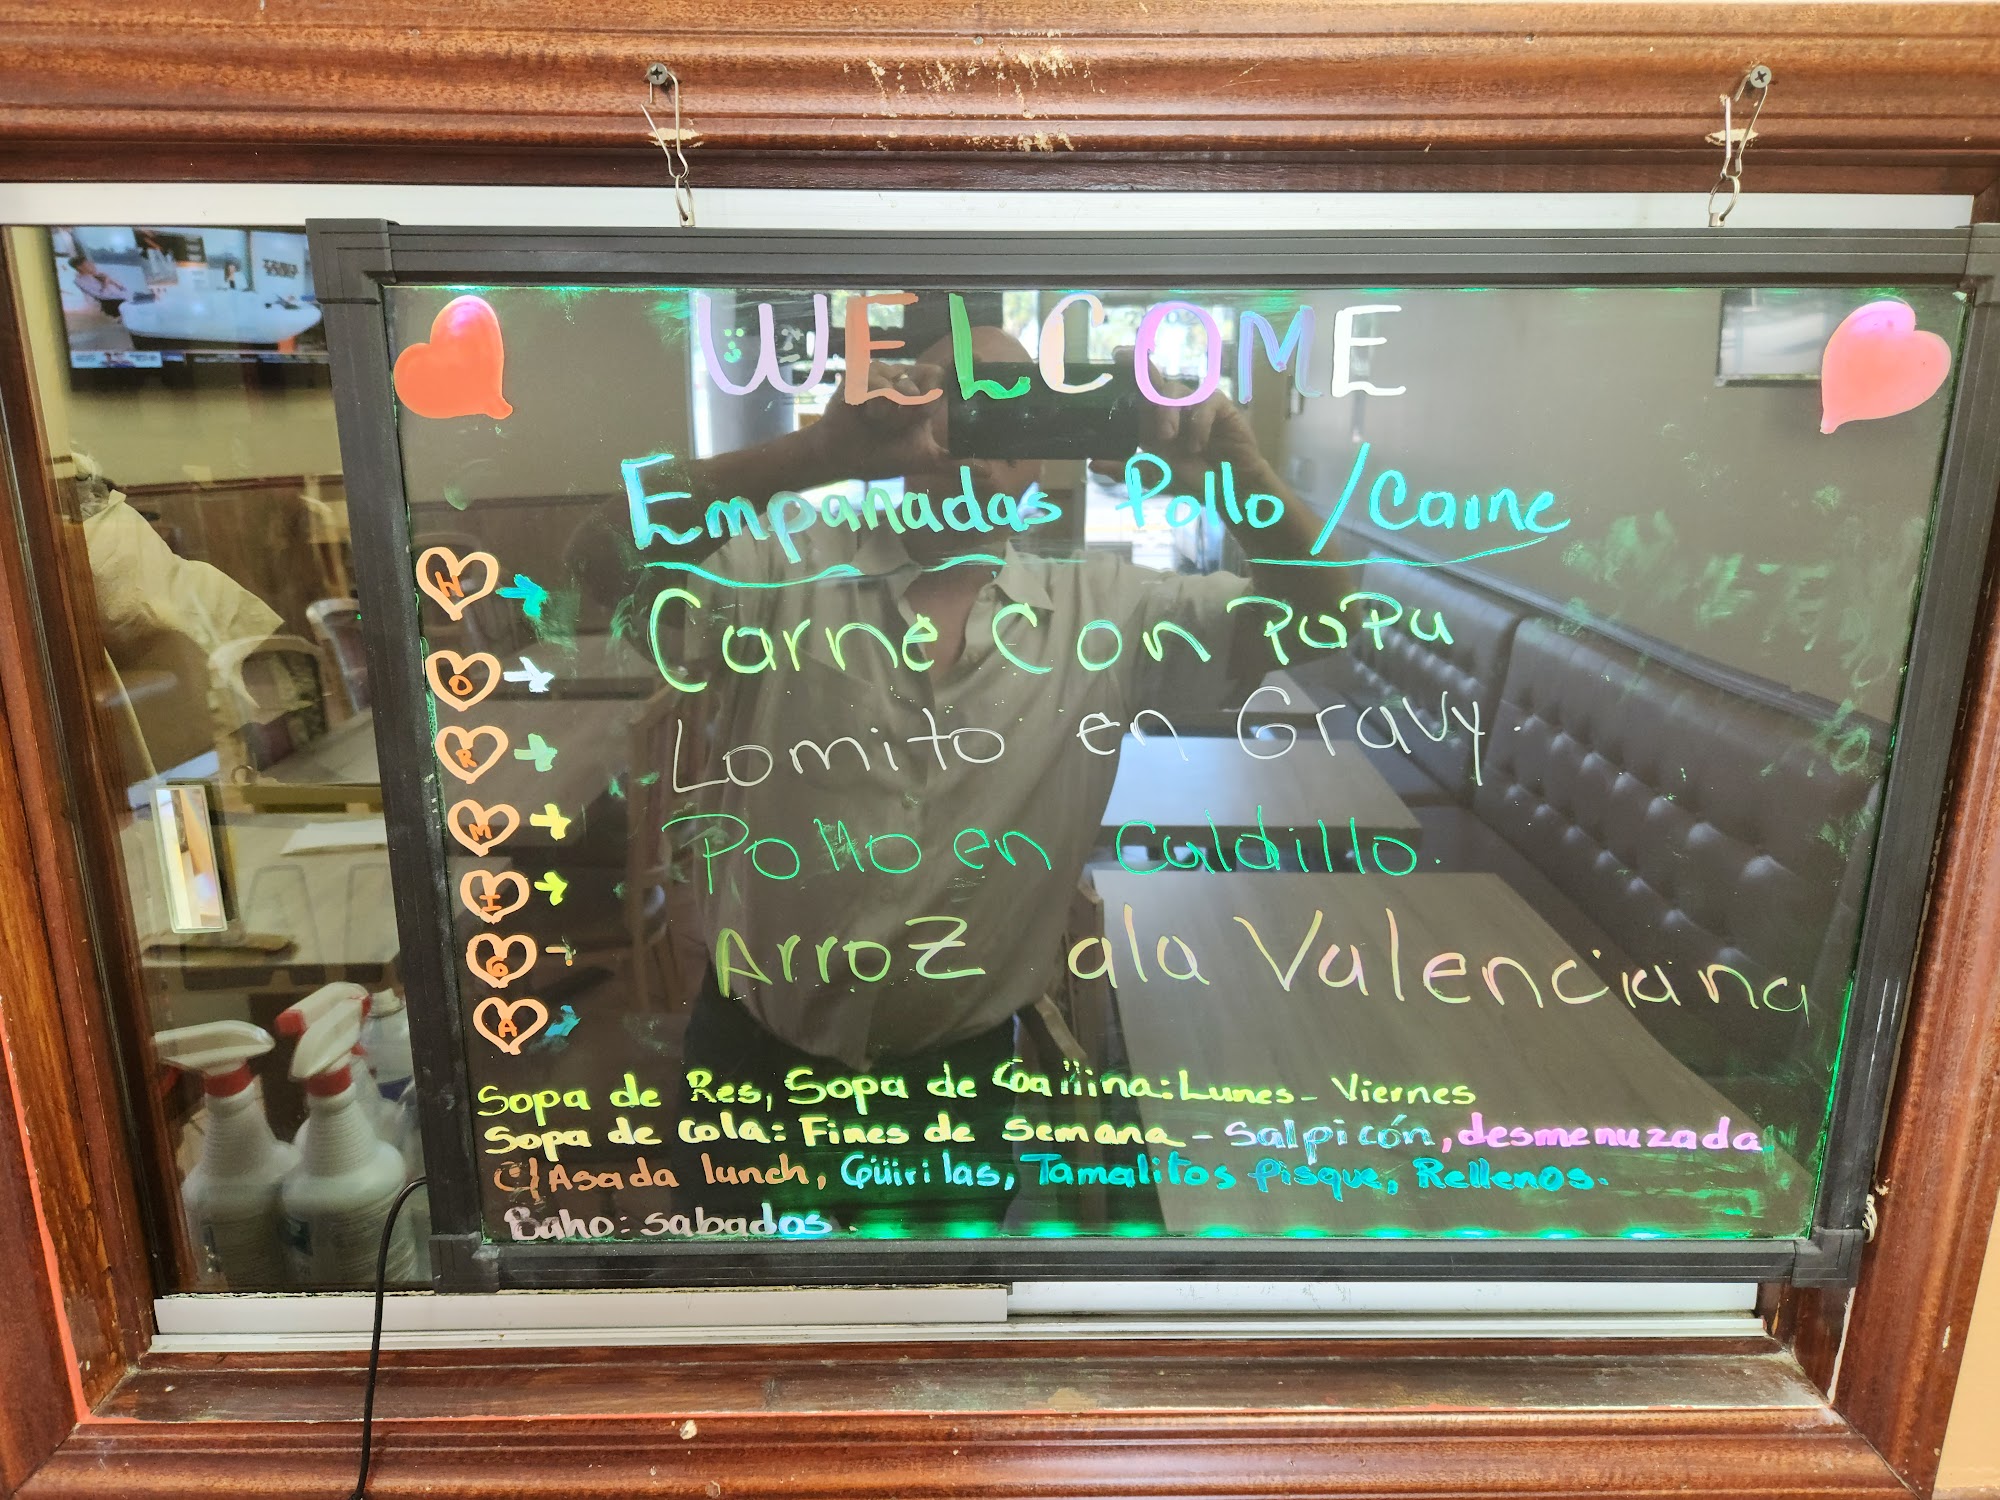 WELCOME
Empanadas Pollo / Carne
H
Carne con Papa
O
Lomito en Gravy.
R
M
Pollo en Caldillo.
I
Arroz ala Valenciana
G
A
Sopa de Res, Sopa de Gallina: Lunes - Viernes
Sopa de cola: Fines de Semana - Salpicón, desmenuzada
C/Asada lunch, Güirilas, Tamalitos pisque, Rellenos.
Baho: sabados.